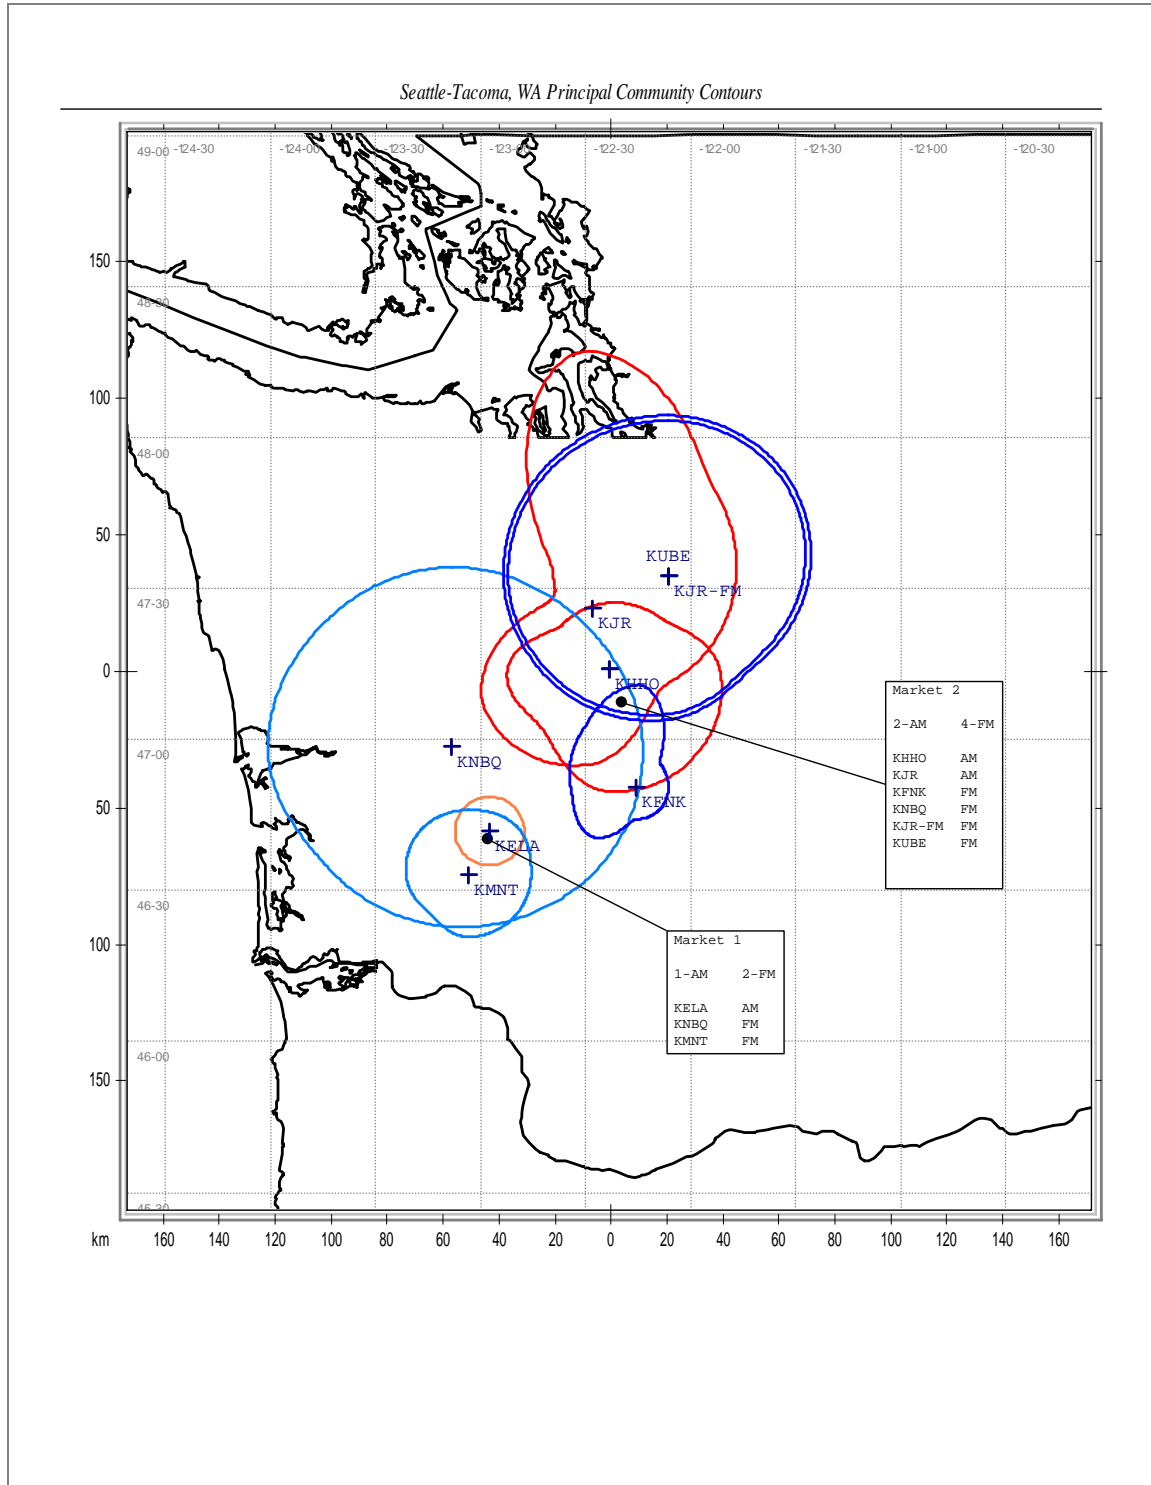 Seattle-Tacoma, WA Principal Community Contours
49-00 -124-30 -124-00 -123-30 -123-00 -122-30 -122-00 -121-30 -121-00 -120-30
150
48-30
100
48-00
50
KUBE
KJR-FM
47-30
KJR
0
KHHO
Market 2
2-AM 4-FM
47-00
KNBQ
KHHO AM
KJR AM
KFNK FM
KNBQ FM
KJR-FM FM
KUBE FM
KFNK
50
KELA
KMNT
46-30
100
Market 1
1-AM 2-FM
KELA AM
KNBQ FM
KMNT FM
46-00
150
45-30
km 160 140 120 100 80 60 40 20 0 20 40 60 80 100 120 140 160